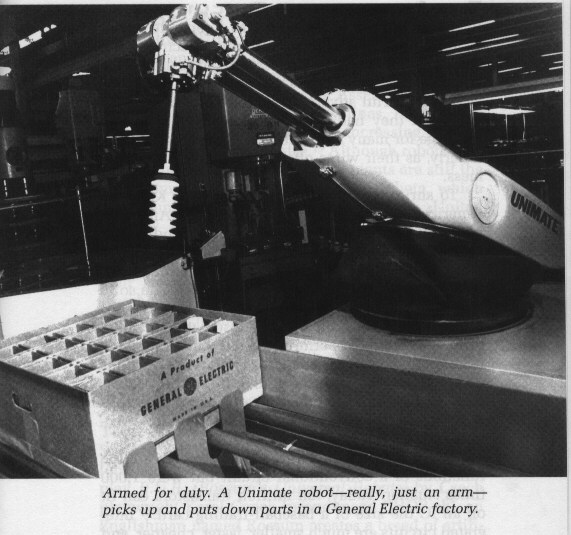 UNIMATE
A Product of
GENERAL ELECTRIC
MADE IN U.S.A.
Armed for duty. A Unimate robot—really, just an arm—
picks up and puts down parts in a General Electric factory.